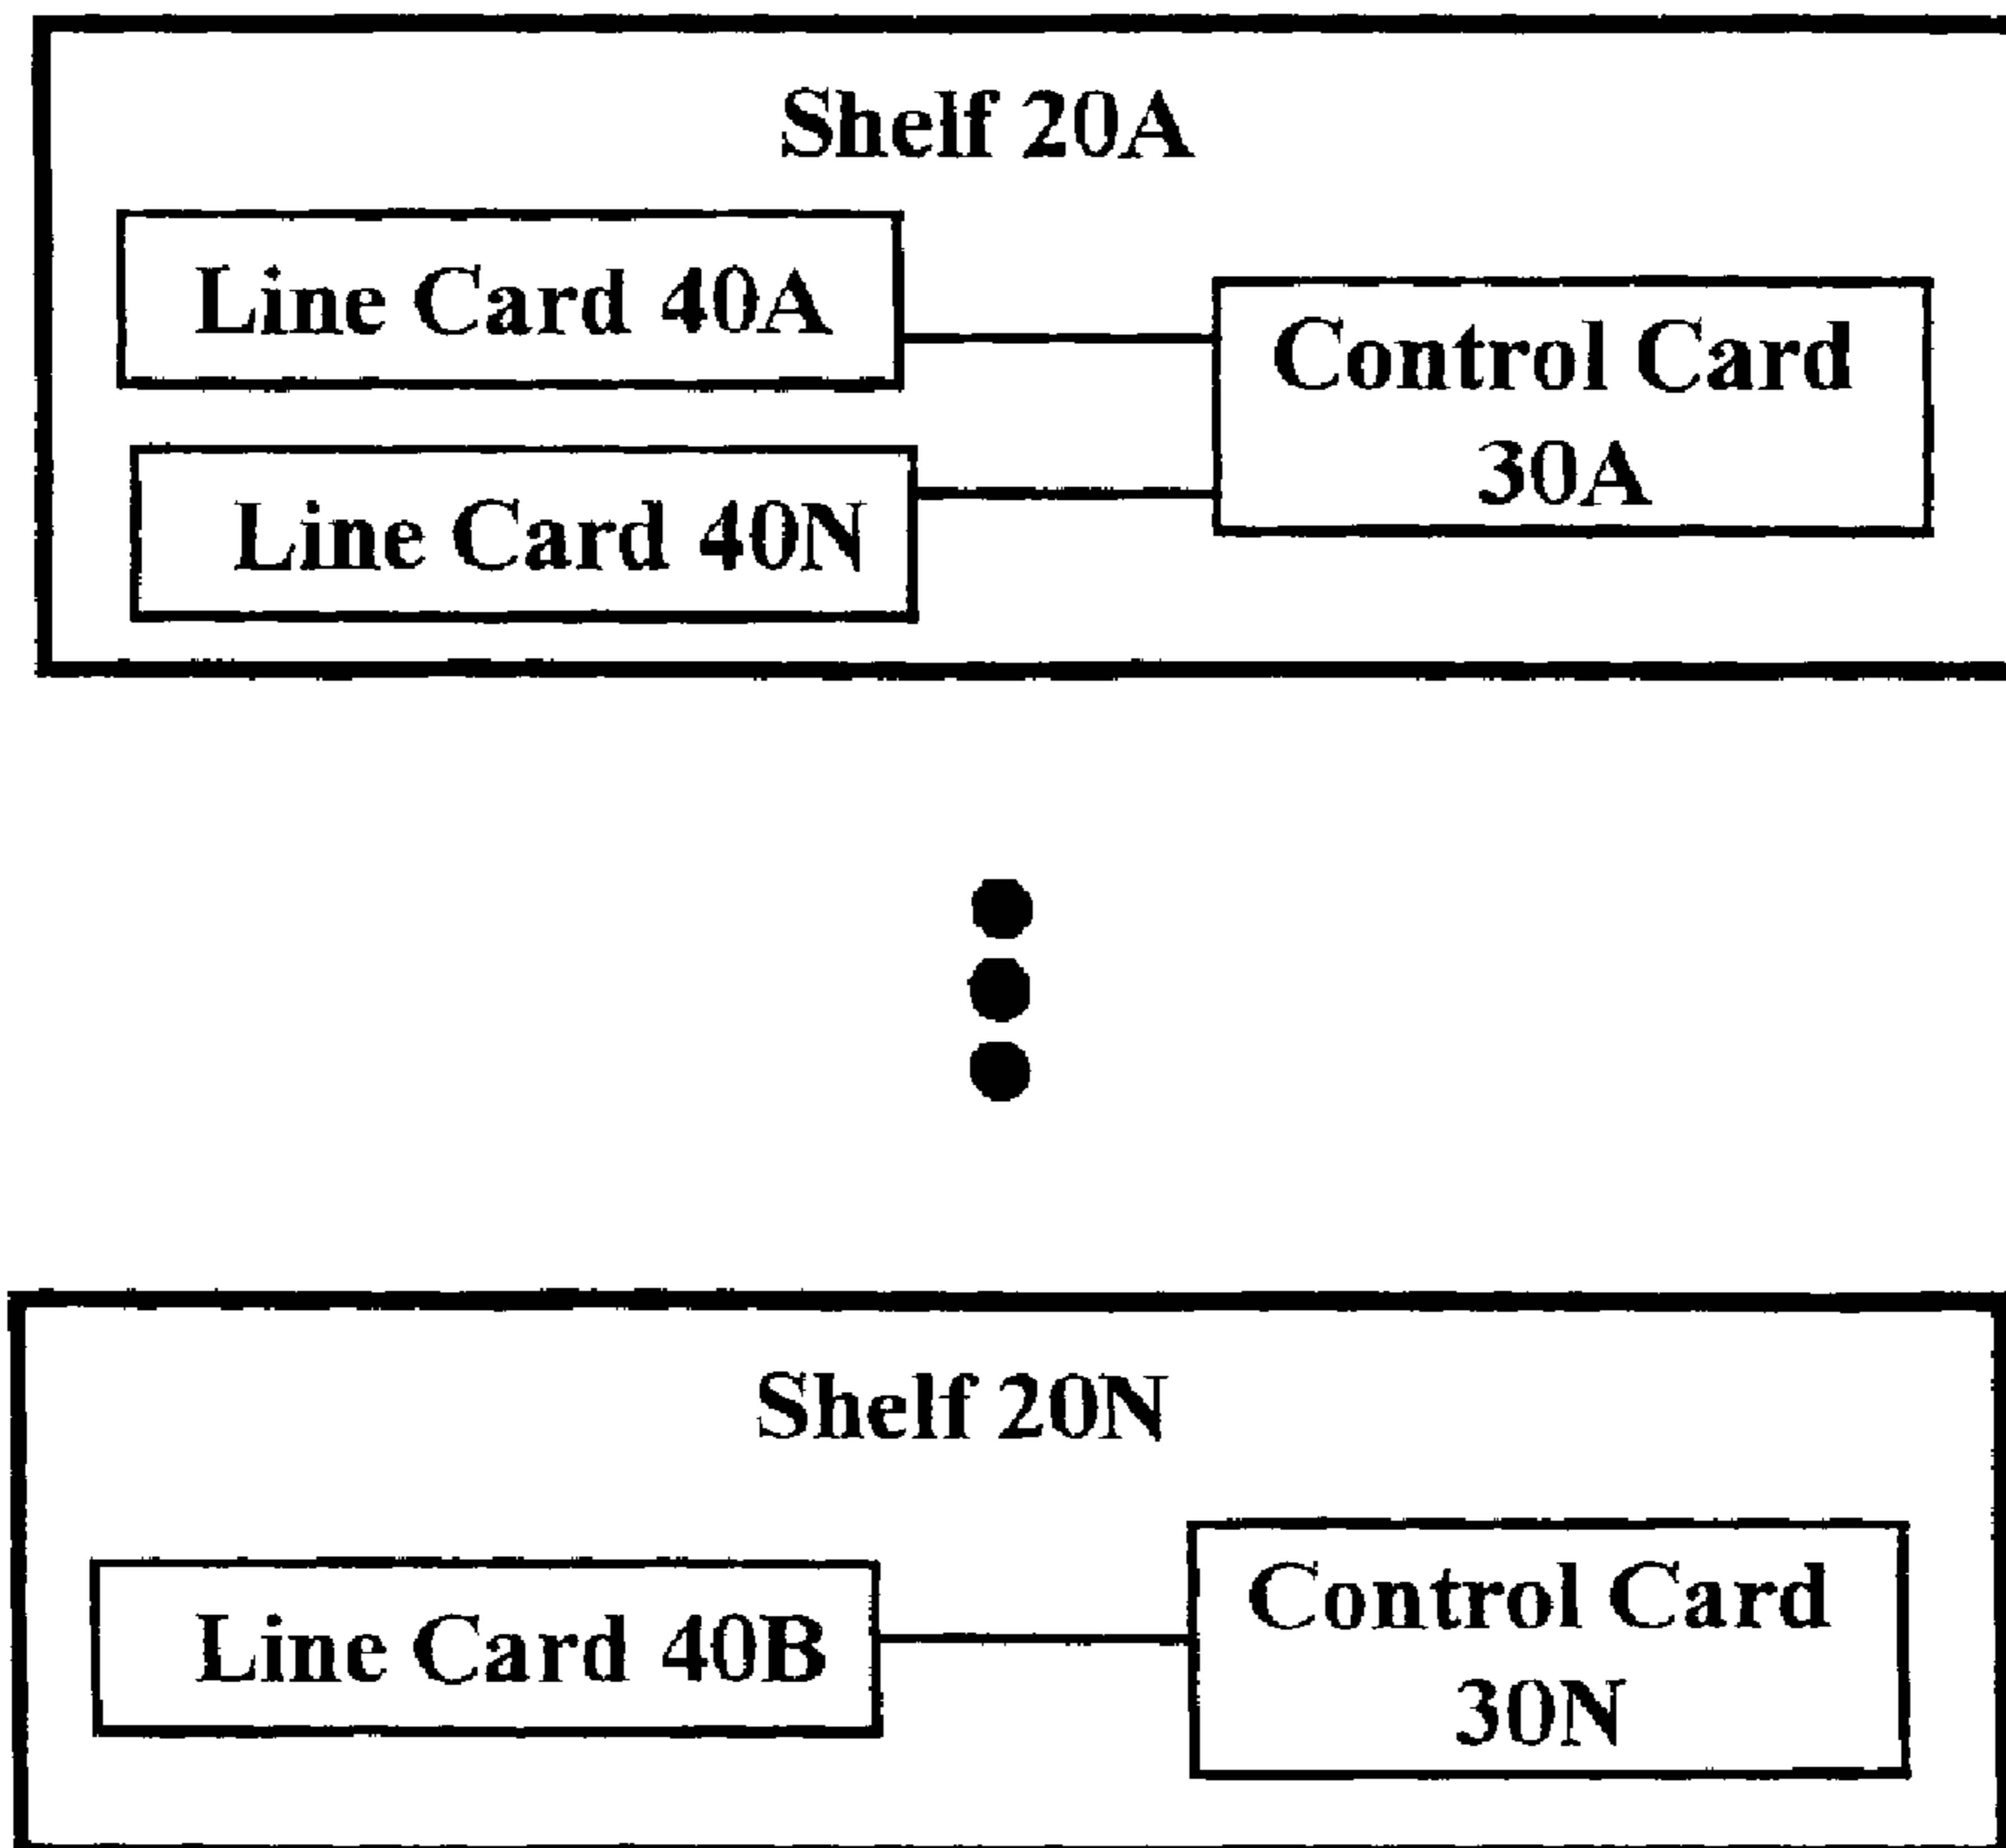 Shelf 20A
Line Card 40A
Control Card
30A
Line Card 40N
Shelf 20N
Line Card 40B
Control Card
30N